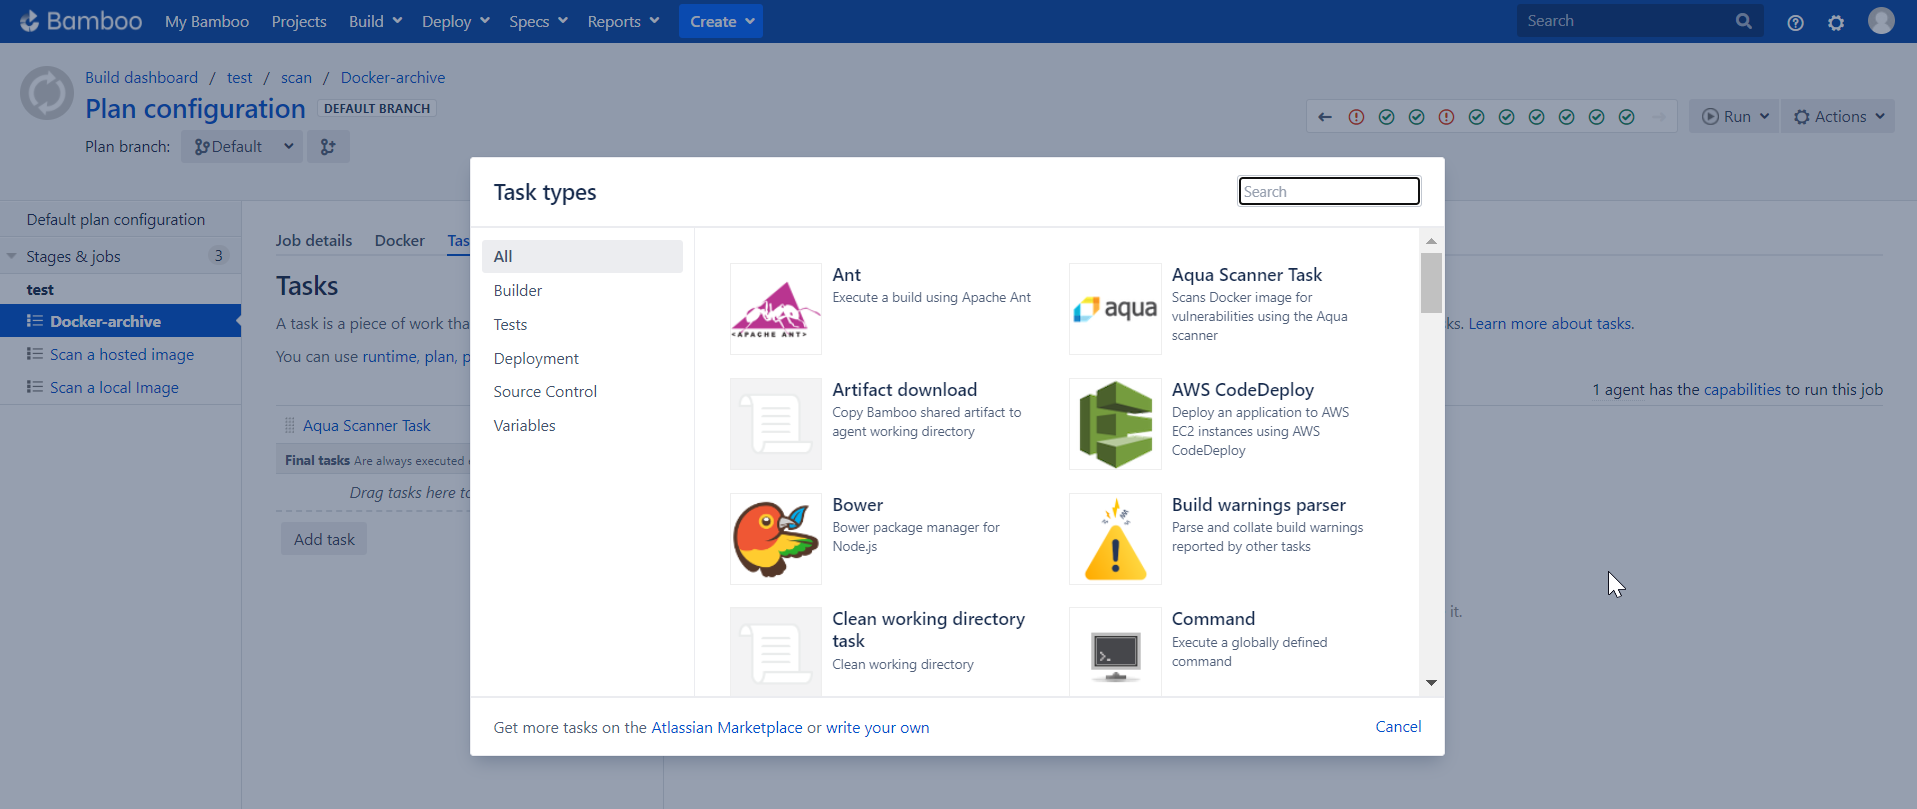 Bamboo My Bamboo Projects Build Deploy Specs Reports Create Search
Build dashboard / test / scan / Docker-archive
Plan configuration DEFAULT BRANCH
Run Actions
Plan branch: Default
Default plan configuration
Stages & jobs 3
test
Docker-archive
Scan a hosted image
Scan a local Image
Job details Docker Tas
Tasks
A task is a piece of work tha
ks. Learn more about tasks.
You can use runtime, plan, p
1 agent has the capabilities to run this job
Aqua Scanner Task
Final tasks Are always executed e
Drag tasks here to
Add task
it.
Task types
Search
All
Builder
Tests
Deployment
Source Control
Variables
Ant
Execute a build using Apache Ant
<APACHE ANT>
Aqua Scanner Task
Scans Docker image for
vulnerabilities using the Aqua
scanner
aqua
Artifact download
Copy Bamboo shared artifact to
agent working directory
AWS CodeDeploy
Deploy an application to AWS
EC2 instances using AWS
CodeDeploy
Bower
Bower package manager for
Node.js
Build warnings parser
Parse and collate build warnings
reported by other tasks
Clean working directory
task
Clean working directory
Command
Execute a globally defined
command
Get more tasks on the Atlassian Marketplace or write your own
Cancel